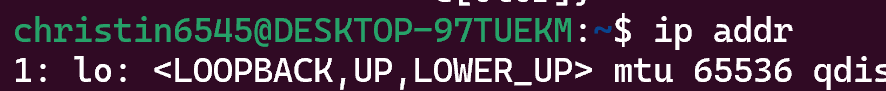 christin6545@DESKTOP-97TUEKM:~$ ip addr
1: lo: <LOOPBACK,UP,LOWER_UP> mtu 65536 qdis